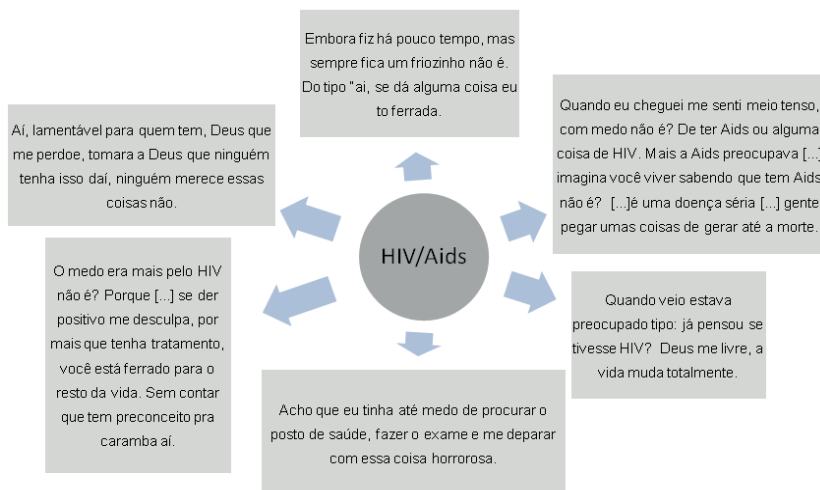 Embora fiz há pouco tempo, mas
sempre fica um friozinho não é.
Do tipo "ai, se dá alguma coisa eu
to ferrada.
Aí, lamentável para quem tem, Deus que
me perdoe, tomara a Deus que ninguém
tenha isso daí, ninguém merece essas
coisas não.
Quando eu cheguei me senti meio tenso,
com medo não é? De ter Aids ou alguma
coisa de HIV. Mais a Aids preocupava [...]
imagina você viver sabendo que tem Aids
não é? [...]é uma doença séria [...] gente
pegar umas coisas de gerar até a morte.
HIV/Aids
O medo era mais pelo HIV
não é? Porque [...] se der
positivo me desculpa, por
mais que tenha tratamento,
você está ferrado para o
resto da vida. Sem contar
que tem preconceito pra
caramba aí.
Quando veio estava
preocupado tipo: já pensou se
tivesse HIV? Deus me livre, a
vida muda totalmente.
Acho que eu tinha até medo de procurar o
posto de saúde, fazer o exame e me deparar
com essa coisa horrorosa.